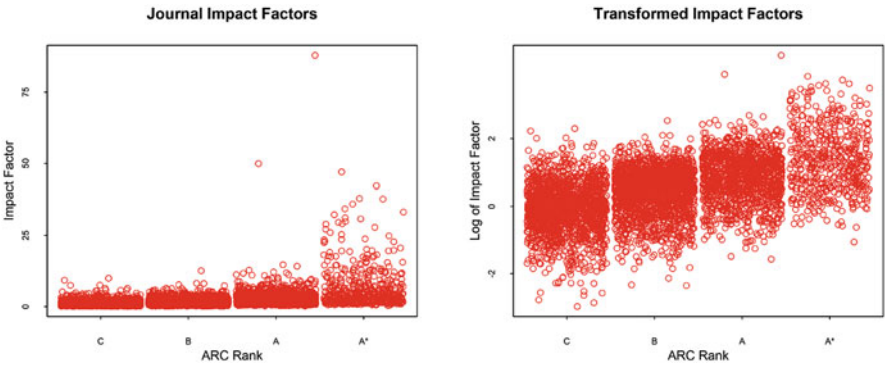 Journal Impact Factors
Impact Factor
75
50
25
0
C B A A*
ARC Rank
Transformed Impact Factors
Log of Impact Factor
2
0
-2
C B A A*
ARC Rank